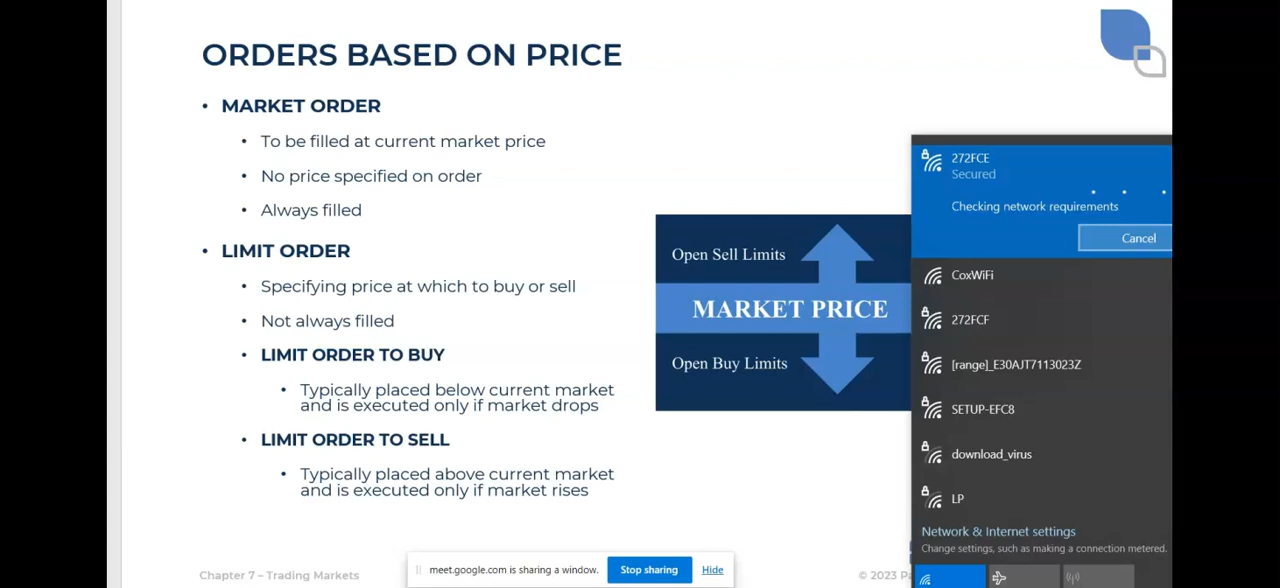 ORDERS BASED ON PRICE
• MARKET ORDER
• To be filled at current market price
• No price specified on order
• Always filled
• LIMIT ORDER
• Specifying price at which to buy or sell
• Not always filled
• LIMIT ORDER TO BUY
• Typically placed below current market
and is executed only if market drops
• LIMIT ORDER TO SELL
• Typically placed above current market
and is executed only if market rises
Open Sell Limits
MARKET PRICE
Open Buy Limits
272FCE
Secured
Checking network requirements
Cancel
CoxWiFi
272FCF
[range]_E30AJT7113023Z
SETUP-EFC8
download_virus
LP
Network & Internet settings
Change settings, such as making a connection metered.
meet.google.com is sharing a window.
Stop sharing
Hide
Chapter 7 – Trading Markets
© 2023